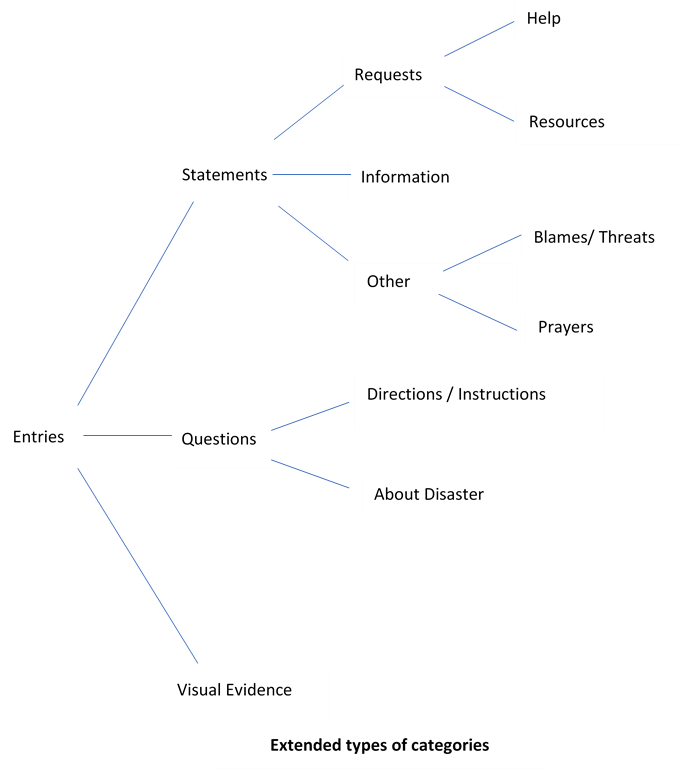 Help
Requests
Resources
Statements
Information
Blames/ Threats
Other
Prayers
Directions / Instructions
Entries
Questions
About Disaster
Visual Evidence
Extended types of categories